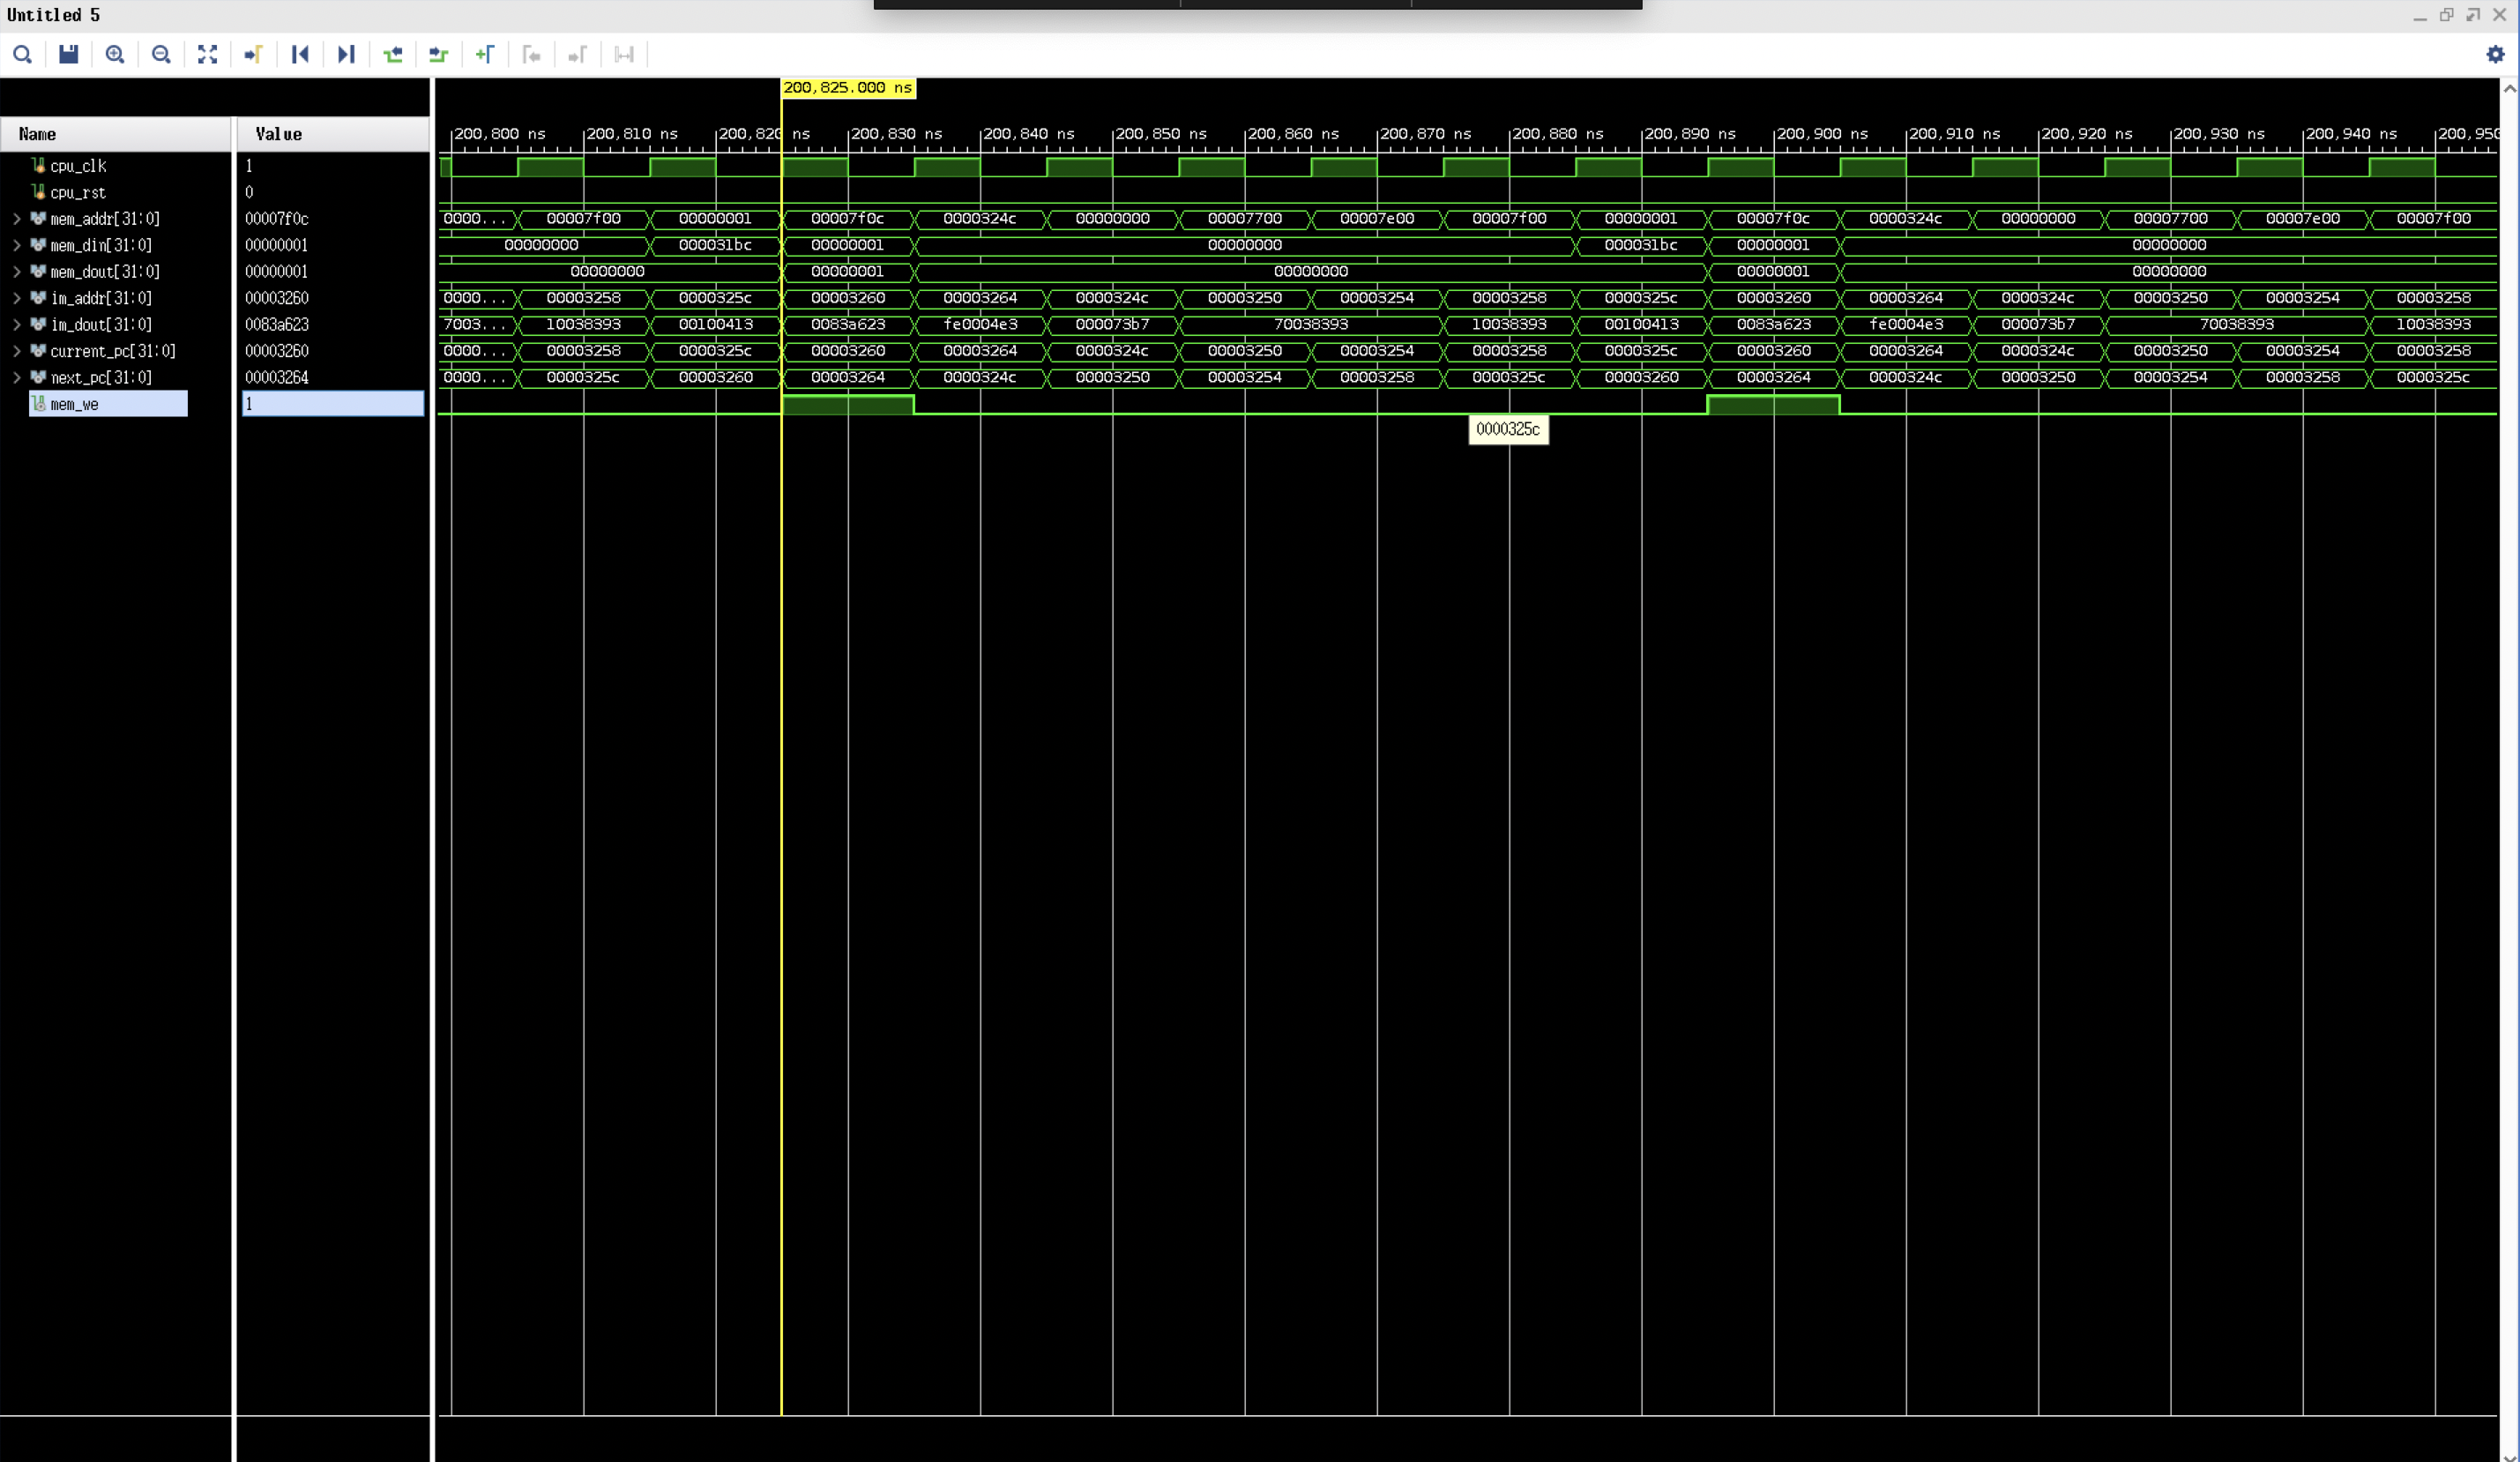 Untitled 5
200,825.000 ns
Name Value
200,800 ns 200,810 ns 200,820 ns 200,830 ns 200,840 ns 200,850 ns 200,860 ns 200,870 ns 200,880 ns 200,890 ns 200,900 ns 200,910 ns 200,920 ns 200,930 ns 200,940 ns 200,950
cpu_clk 1
cpu_rst 0
mem_addr[31:0] 00007f0c 0000... 00007f00 00000001 00007f0c 0000324c 00000000 00007700 00007e00 00007f00 00000001 00007f0c 0000324c 00000000 00007700 00007e00 00007f00
mem_din[31:0] 00000001 00000000 000031bc 00000001 00000000 000031bc 00000001 00000000
mem_dout[31:0] 00000001 00000000 00000001 00000000 00000001 00000000
im_addr[31:0] 00003260 0000... 00003258 0000325c 00003260 00003264 0000324c 00003250 00003254 00003258 0000325c 00003260 00003264 0000324c 00003250 00003254 00003258
im_dout[31:0] 0083a623 7003... 10038393 00100413 0083a623 fe0004e3 000073b7 70038393 10038393 00100413 0083a623 fe0004e3 000073b7 70038393 10038393
current_pc[31:0] 00003260 0000... 00003258 0000325c 00003260 00003264 0000324c 00003250 00003254 00003258 0000325c 00003260 00003264 0000324c 00003250 00003254 00003258
next_pc[31:0] 00003264 0000... 0000325c 00003260 00003264 0000324c 00003250 00003254 00003258 0000325c 00003260 00003264 0000324c 00003250 00003254 00003258 0000325c
mem_we 1
0000325c